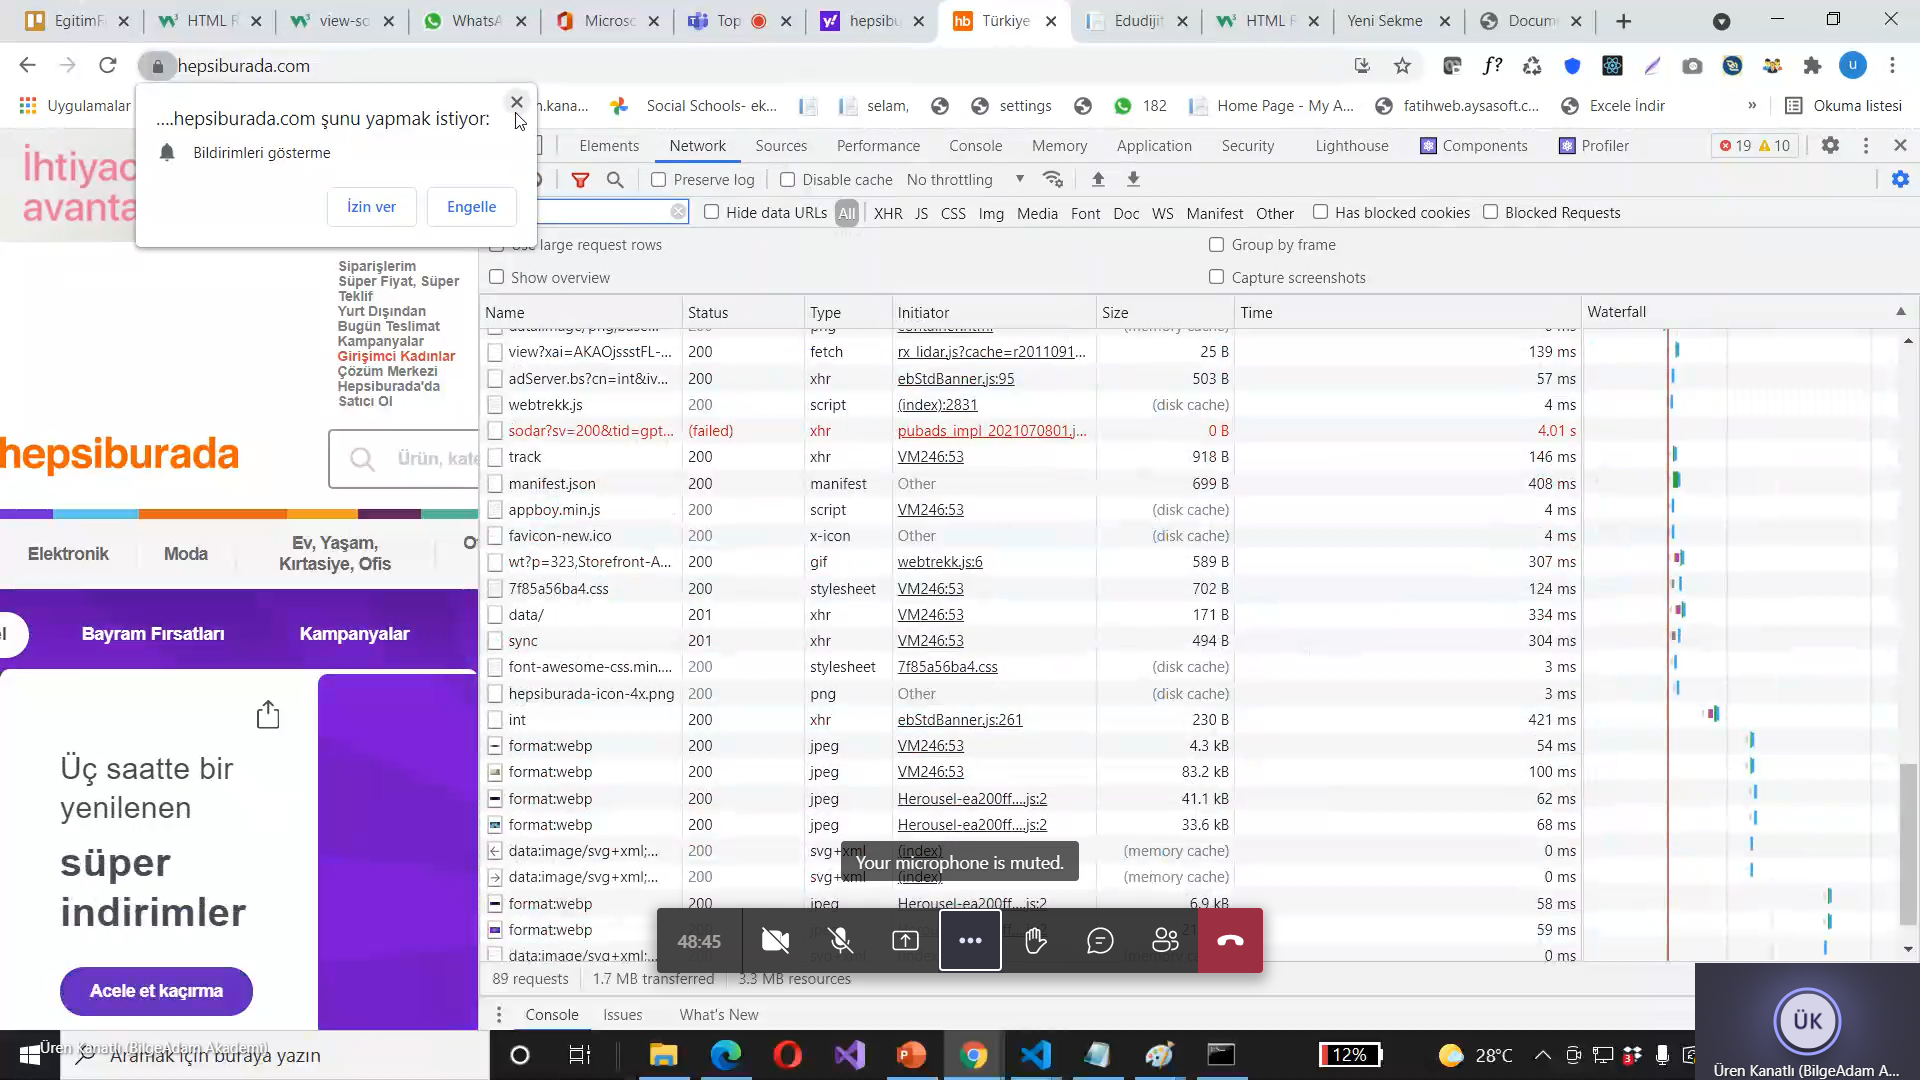 EgitimF
HTML R
view-so
WhatsA
Microsc
Top
hepsibu
Türkiye
Edudijit
HTML R
Yeni Sekme
Docum
hepsiburada.com
f?
u
Uygulamalar
n.kana...
Social Schools- ek...
selam,
settings
182
Home Page - My A...
fatihweb.aysasoft.c...
Excele İndir
»
Okuma listesi
....hepsiburada.com şunu yapmak istiyor:
Bildirimleri gösterme
İzin ver
Engelle
İhtiyac
avanta
Siparişlerim
Süper Fiyat, Süper
Teklif
Yurt Dışından
Bugün Teslimat
Kampanyalar
Girişimci Kadınlar
Çözüm Merkezi
Hepsiburada'da
Satıcı Ol
hepsiburada
Ürün, kate
Elektronik
Moda
Ev, Yaşam,
Kırtasiye, Ofis
O
el
Bayram Fırsatları
Kampanyalar
Üç saatte bir
yenilenen
süper
indirimler
Acele et kaçırma
Elements
Network
Sources
Performance
Console
Memory
Application
Security
Lighthouse
Components
Profiler
19
10
Preserve log
Disable cache
No throttling
Hide data URLs
All
XHR
JS
CSS
Img
Media
Font
Doc
WS
Manifest
Other
Has blocked cookies
Blocked Requests
Use large request rows
Group by frame
Show overview
Capture screenshots
Name Status Type Initiator Size Time Waterfall
data:image/png;base... 200 png container.html (memory cache) 0 ms
view?xai=AKAOjssstFL-... 200 fetch rx_lidar.js?cache=r2011091... 25 B 139 ms
adServer.bs?cn=int&iv... 200 xhr ebStdBanner.js:95 503 B 57 ms
webtrekk.js 200 script (index):2831 (disk cache) 4 ms
sodar?sv=200&tid=gpt... (failed) xhr pubads_impl_2021070801.j... 0 B 4.01 s
track 200 xhr VM246:53 918 B 146 ms
manifest.json 200 manifest Other 699 B 408 ms
appboy.min.js 200 script VM246:53 (disk cache) 4 ms
favicon-new.ico 200 x-icon Other (disk cache) 4 ms
wt?p=323,Storefront-A... 200 gif webtrekk.js:6 589 B 307 ms
7f85a56ba4.css 200 stylesheet VM246:53 702 B 124 ms
data/ 201 xhr VM246:53 171 B 334 ms
sync 201 xhr VM246:53 494 B 304 ms
font-awesome-css.min.... 200 stylesheet 7f85a56ba4.css (disk cache) 3 ms
hepsiburada-icon-4x.png 200 png Other (disk cache) 3 ms
int 200 xhr ebStdBanner.js:261 230 B 421 ms
format:webp 200 jpeg VM246:53 4.3 kB 54 ms
format:webp 200 jpeg VM246:53 83.2 kB 100 ms
format:webp 200 jpeg Herousel-ea200ff....js:2 41.1 kB 62 ms
format:webp 200 jpeg Herousel-ea200ff....js:2 33.6 kB 68 ms
data:image/svg+xml;... 200 svg+xml (index) (memory cache) 0 ms
data:image/svg+xml;... 200 svg+xml (index) (memory cache) 0 ms
format:webp 200 jpeg Herousel-ea200ff....js:2 6.9 kB 58 ms
format:webp 59 ms
data:image/svg+xml;... 0 ms
Your microphone is muted.
48:45
89 requests
1.7 MB transferred
3.3 MB resources
Console
Issues
What's New
ÜK
Üren Kanatlı (BilgeAdam A...
Üren Kanatlı (BilgeAdam Akademi)
Aramak için buraya yazın
12%
28°C
3